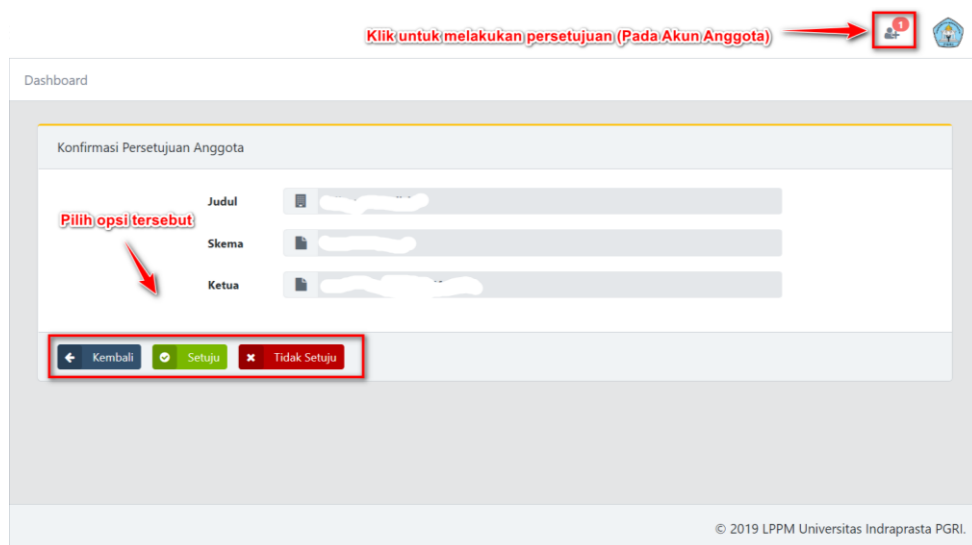 1
Klik untuk melakukan persetujuan (Pada Akun Anggota)
Dashboard
Konfirmasi Persetujuan Anggota
Judul
Pilih opsi tersebut
Skema
Ketua
Kembali
Setuju
Tidak Setuju
© 2019 LPPM Universitas Indraprasta PGRI.